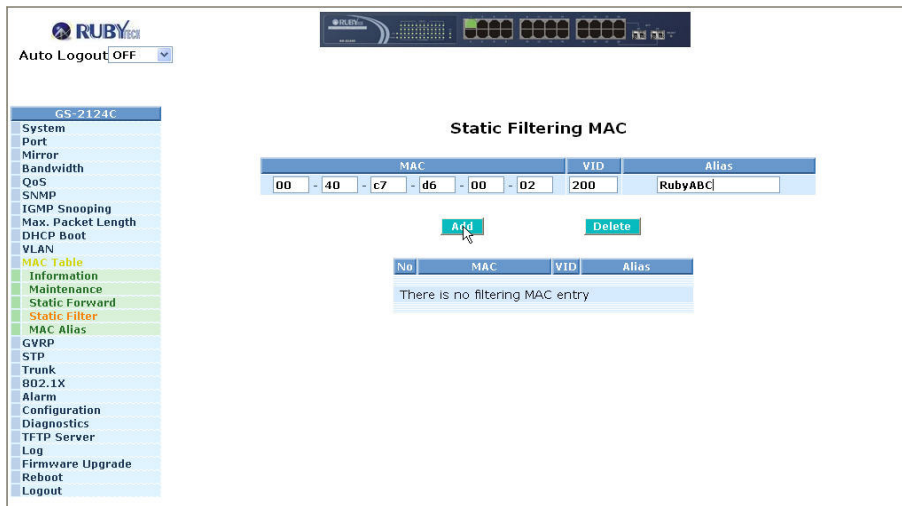 RUBYTECH
Auto Logout OFF
GS-2124C
System
Port
Mirror
Bandwidth
QoS
SNMP
IGMP Snooping
Max. Packet Length
DHCP Boot
VLAN
MAC Table
Information
Maintenance
Static Forward
Static Filter
MAC Alias
GVRP
STP
Trunk
802.1X
Alarm
Configuration
Diagnostics
TFTP Server
Log
Firmware Upgrade
Reboot
Logout
Static Filtering MAC
MAC VID Alias
00 - 40 - c7 - d6 - 00 - 02 200 RubyABC
Add Delete
No MAC VID Alias
There is no filtering MAC entry